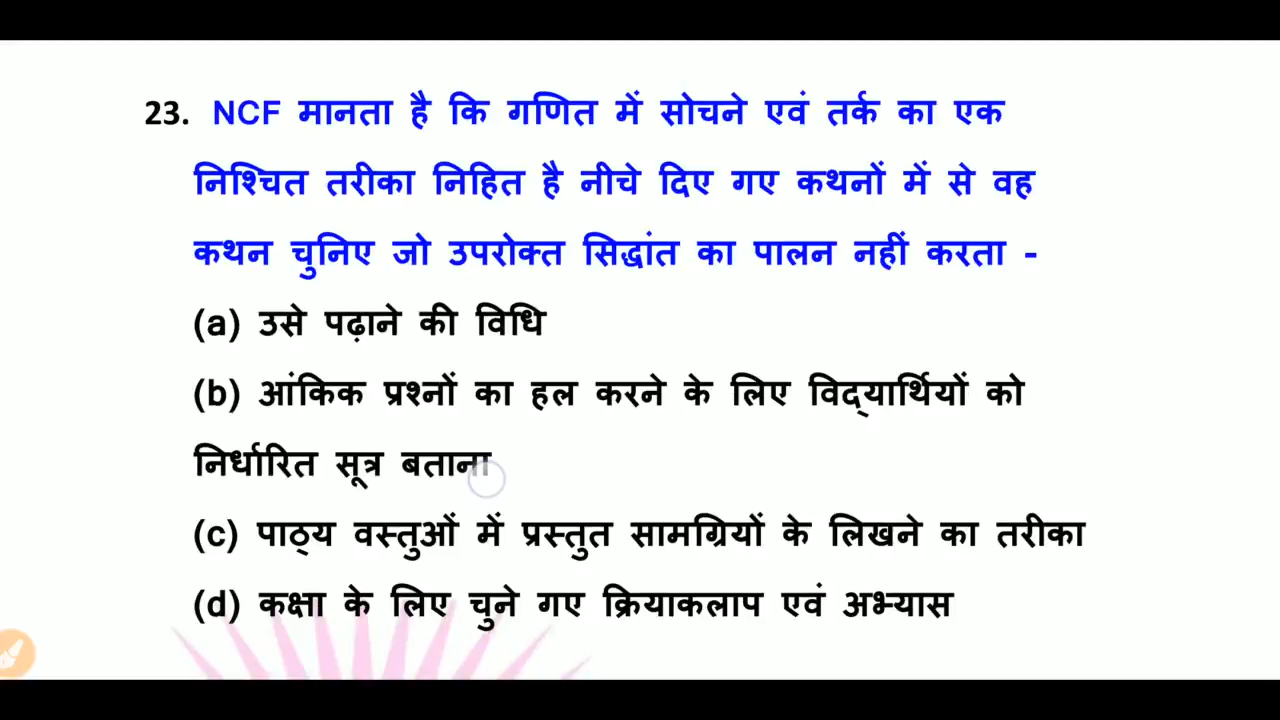 23. NCF मानता है कि गणित में सोचने एवं तर्क का एक
निश्चित तरीका निहित है नीचे दिए गए कथनों में से वह
कथन चुनिए जो उपरोक्त सिद्धांत का पालन नहीं करता -
(a) उसे पढ़ाने की विधि
(b) आंकिक प्रश्नों का हल करने के लिए विद्यार्थियों को
निर्धारित सूत्र बताना
(c) पाठ्य वस्तुओं में प्रस्तुत सामग्रियों के लिखने का तरीका
(d) कक्षा के लिए चुने गए क्रियाकलाप एवं अभ्यास